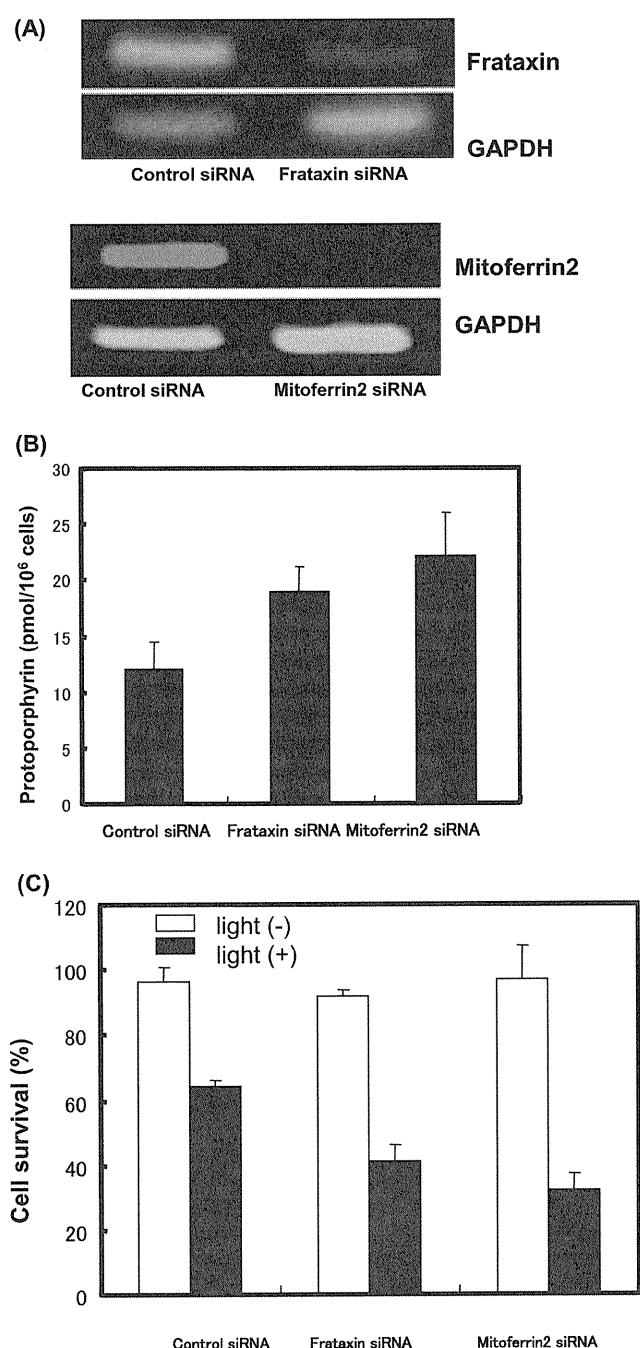 (A)
Frataxin
GAPDH
Control siRNA Frataxin siRNA
Mitoferrin2
GAPDH
Control siRNA Mitoferrin2 siRNA
(B)
30
25
20
15
10
5
0
Protoporphyrin (pmol/10⁶ cells)
Control siRNA Frataxin siRNA Mitoferrin2 siRNA
(C)
120
100
80
60
40
20
0
Cell survival (%)
light (-)
light (+)
Control siRNA Frataxin siRNA Mitoferrin2 siRNA